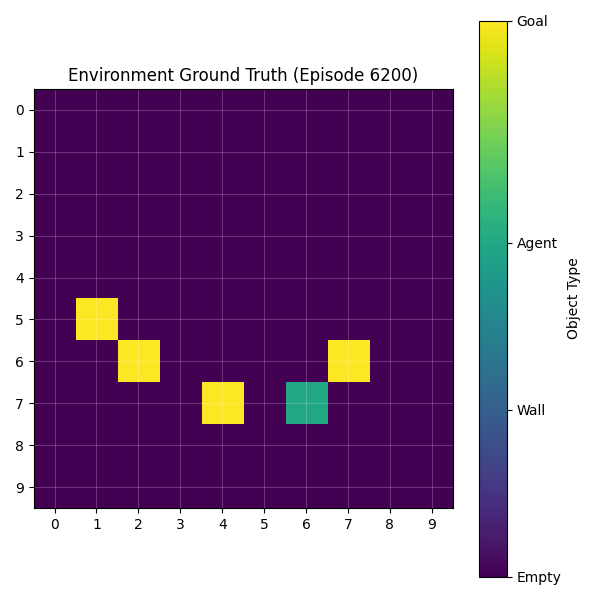 Environment Ground Truth (Episode 6200)
0
1
2
3
4
5
6
7
8
9
0 1 2 3 4 5 6 7 8 9
Goal
Agent
Wall
Empty
Object Type